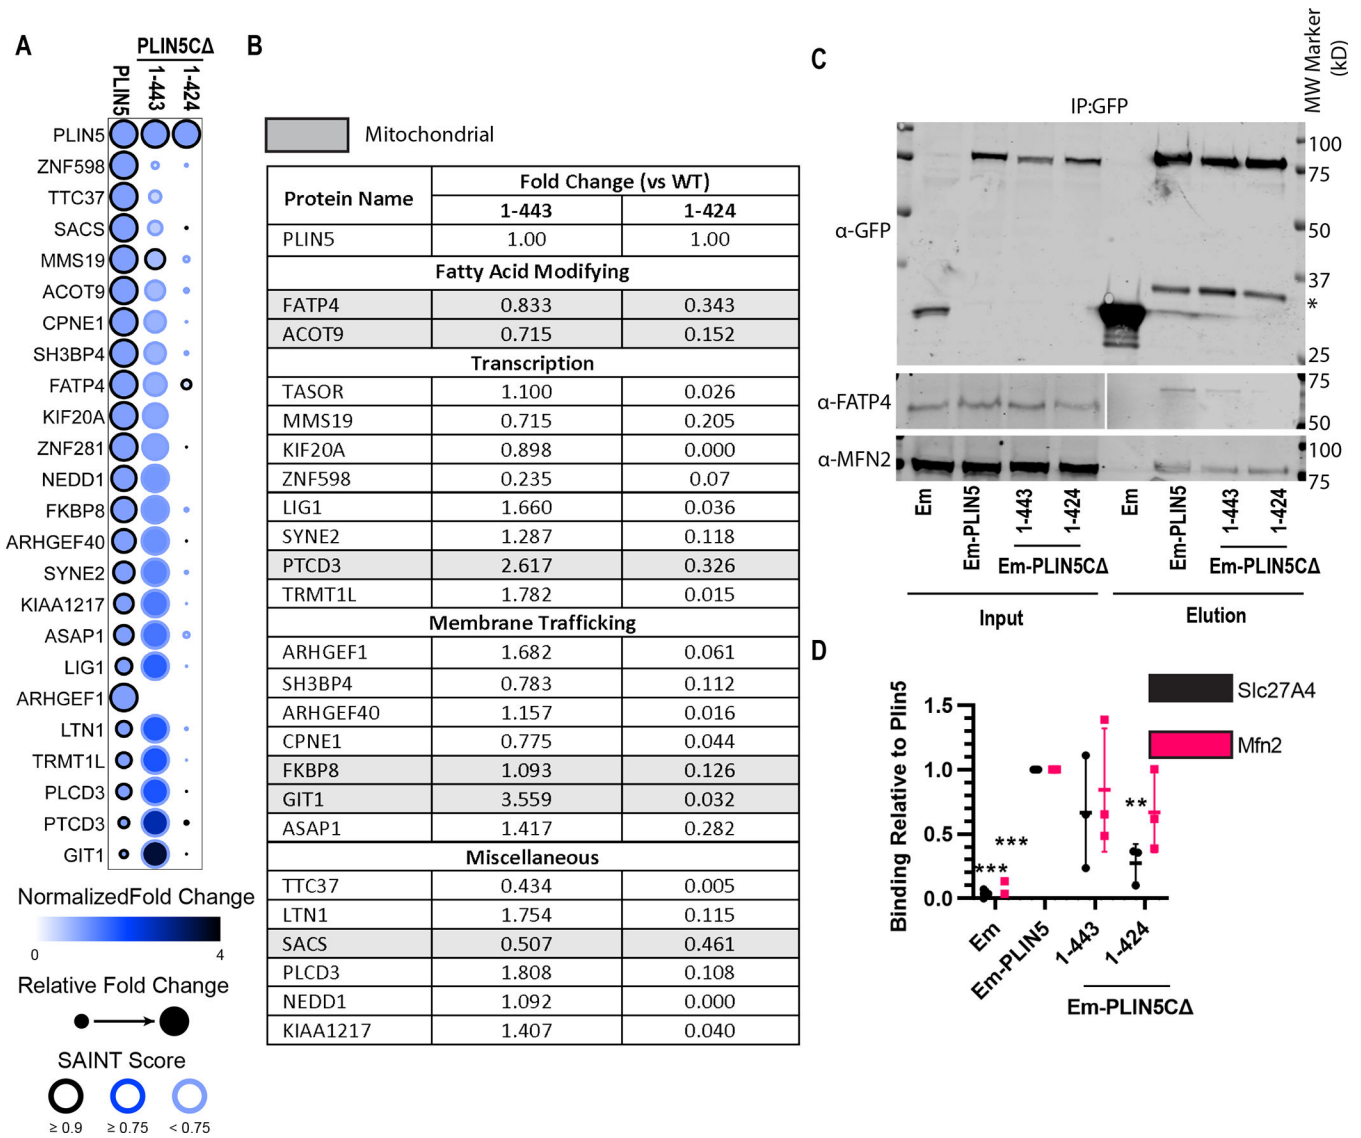 A
PLIN5CΔ
PLIN5
1-443
1-424
PLIN5
ZNF598
TTC37
SACS
MMS19
ACOT9
CPNE1
SH3BP4
FATP4
KIF20A
ZNF281
NEDD1
FKBP8
ARHGEF40
SYNE2
KIAA1217
ASAP1
LIG1
ARHGEF1
LTN1
TRMT1L
PLCD3
PTCD3
GIT1
NormalizedFold Change
0 4
Relative Fold Change
SAINT Score
≥ 0.9 ≥ 0.75 < 0.75
B
Mitochondrial
Protein Name Fold Change (vs WT)
1-443 1-424
PLIN5 1.00 1.00
Fatty Acid Modifying
FATP4 0.833 0.343
ACOT9 0.715 0.152
Transcription
TASOR 1.100 0.026
MMS19 0.715 0.205
KIF20A 0.898 0.000
ZNF598 0.235 0.07
LIG1 1.660 0.036
SYNE2 1.287 0.118
PTCD3 2.617 0.326
TRMT1L 1.782 0.015
Membrane Trafficking
ARHGEF1 1.682 0.061
SH3BP4 0.783 0.112
ARHGEF40 1.157 0.016
CPNE1 0.775 0.044
FKBP8 1.093 0.126
GIT1 3.559 0.032
ASAP1 1.417 0.282
Miscellaneous
TTC37 0.434 0.005
LTN1 1.754 0.115
SACS 0.507 0.461
PLCD3 1.808 0.108
NEDD1 1.092 0.000
KIAA1217 1.407 0.040
C
MW Marker
(kD)
IP:GFP
100
75
α-GFP
50
37
*
25
α-FATP4
75
50
α-MFN2
100
75
Em
Em-PLIN5
1-443
1-424
Em
Em-PLIN5
1-443
1-424
Em-PLIN5CΔ Em-PLIN5CΔ
Input Elution
D
Slc27A4
Mfn2
Binding Relative to Plin5
1.5
1.0
0.5
0.0
***
***
**
Em
Em-PLIN5
1-443
1-424
Em-PLIN5CΔ